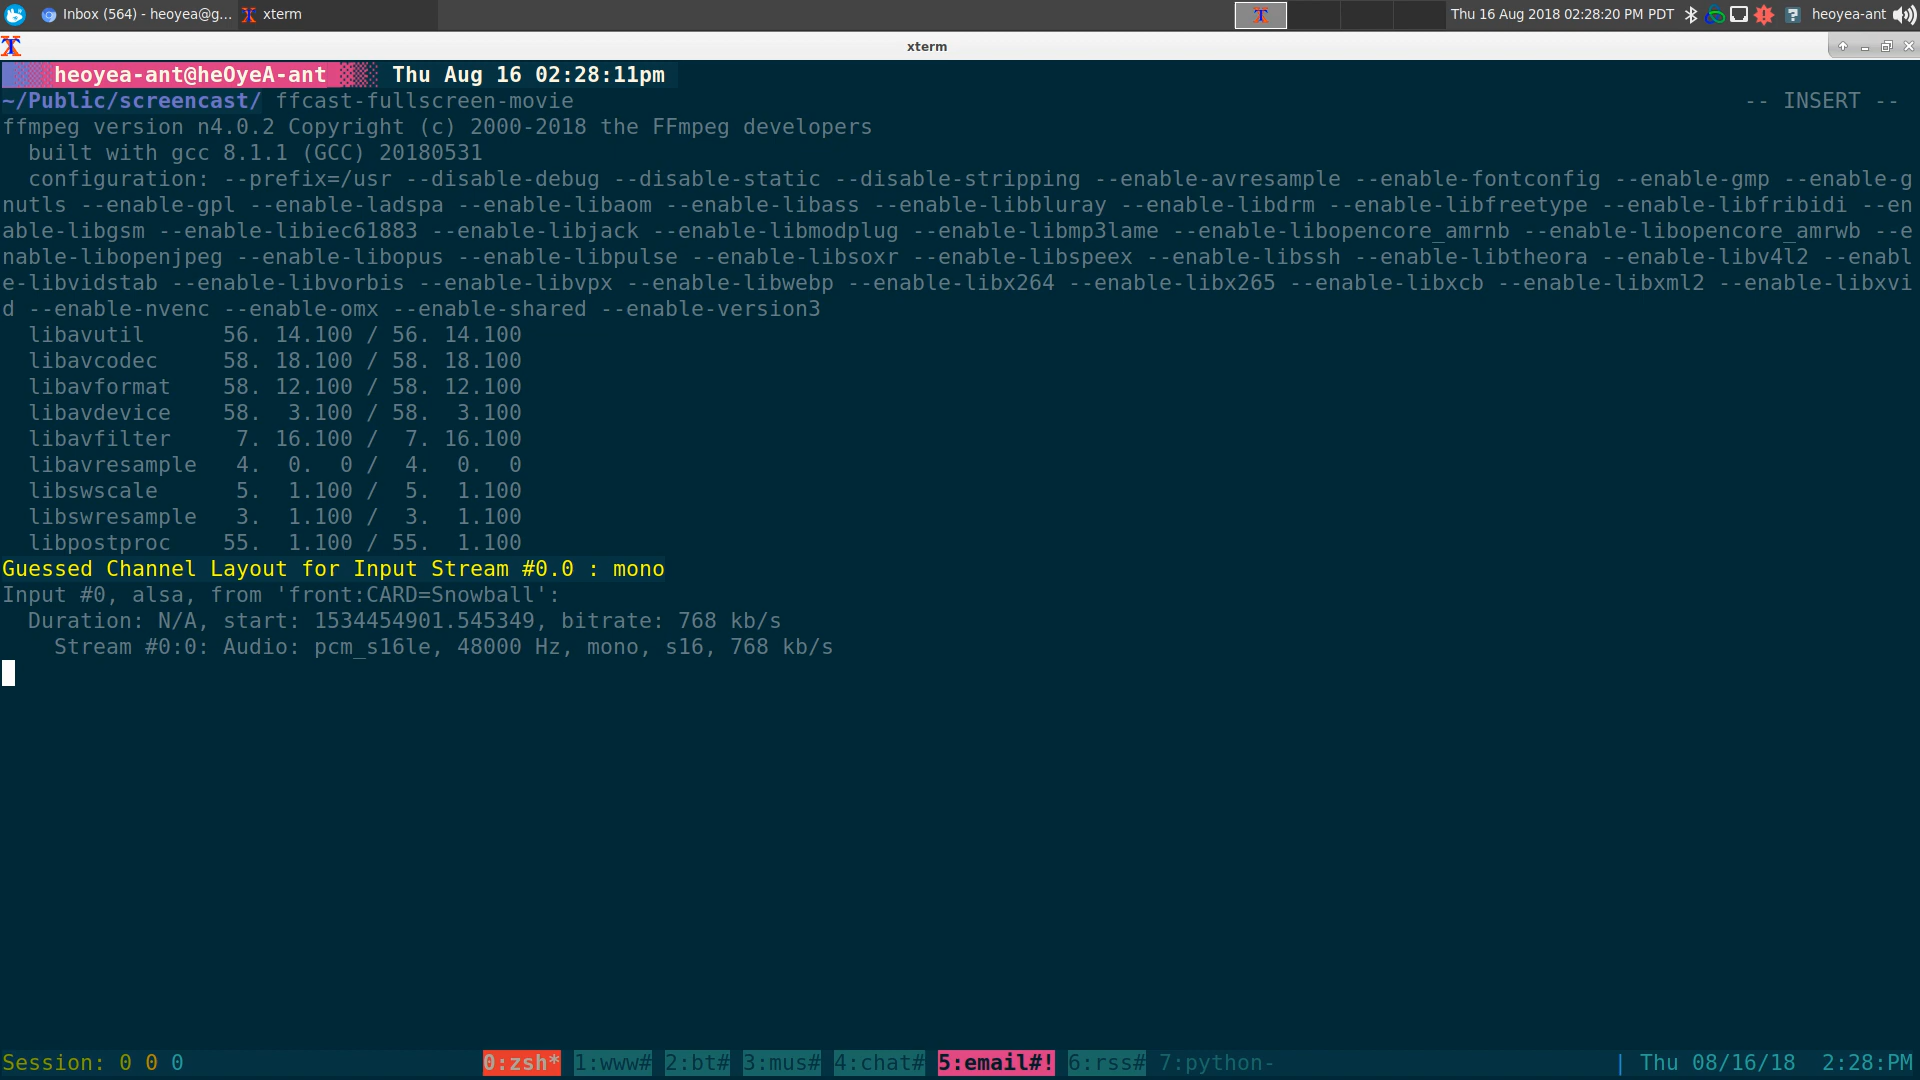 Inbox (564) - heoyea@g... xterm Thu 16 Aug 2018 02:28:20 PM PDT heoyea-ant
xterm
heoyea-ant@heOyeA-ant Thu Aug 16 02:28:11pm
~/Public/screencast/ ffcast-fullscreen-movie -- INSERT --
ffmpeg version n4.0.2 Copyright (c) 2000-2018 the FFmpeg developers
  built with gcc 8.1.1 (GCC) 20180531
  configuration: --prefix=/usr --disable-debug --disable-static --disable-stripping --enable-avresample --enable-fontconfig --enable-gmp --enable-g
nutls --enable-gpl --enable-ladspa --enable-libaom --enable-libass --enable-libbluray --enable-libdrm --enable-libfreetype --enable-libfribidi --en
able-libgsm --enable-libiec61883 --enable-libjack --enable-libmodplug --enable-libmp3lame --enable-libopencore_amrnb --enable-libopencore_amrwb --e
nable-libopenjpeg --enable-libopus --enable-libpulse --enable-libsoxr --enable-libspeex --enable-libssh --enable-libtheora --enable-libv4l2 --enabl
e-libvidstab --enable-libvorbis --enable-libvpx --enable-libwebp --enable-libx264 --enable-libx265 --enable-libxcb --enable-libxml2 --enable-libxvi
d --enable-nvenc --enable-omx --enable-shared --enable-version3
  libavutil      56. 14.100 / 56. 14.100
  libavcodec     58. 18.100 / 58. 18.100
  libavformat    58. 12.100 / 58. 12.100
  libavdevice    58.  3.100 / 58.  3.100
  libavfilter     7. 16.100 /  7. 16.100
  libavresample   4.  0.  0 /  4.  0.  0
  libswscale      5.  1.100 /  5.  1.100
  libswresample   3.  1.100 /  3.  1.100
  libpostproc    55.  1.100 / 55.  1.100
Guessed Channel Layout for Input Stream #0.0 : mono
Input #0, alsa, from 'front:CARD=Snowball':
  Duration: N/A, start: 1534454901.545349, bitrate: 768 kb/s
    Stream #0:0: Audio: pcm_s16le, 48000 Hz, mono, s16, 768 kb/s
Session: 0 0 0 0:zsh* 1:www# 2:bt# 3:mus# 4:chat# 5:email#! 6:rss# 7:python- | Thu 08/16/18 2:28:PM